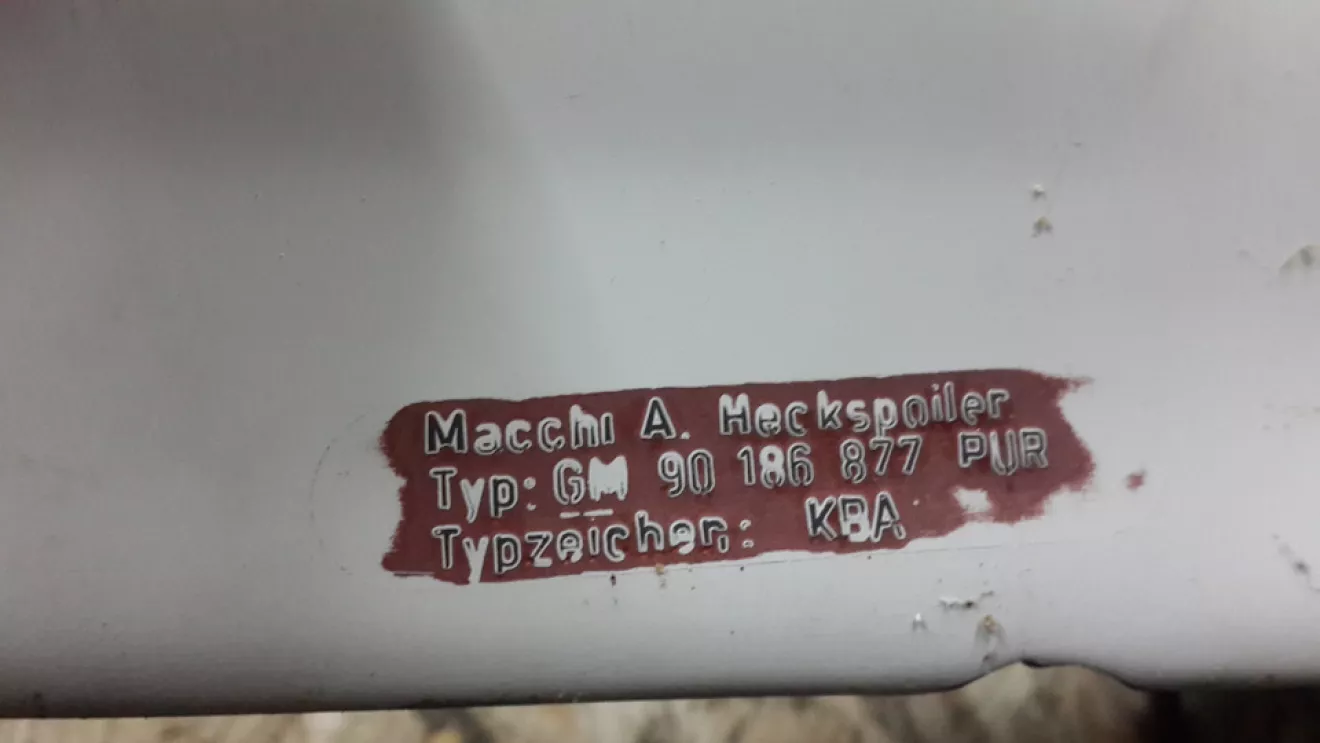 Macchi A. Heckspoiler
Typ: GM 90 186 877 PUR
Typzeichen: KBA